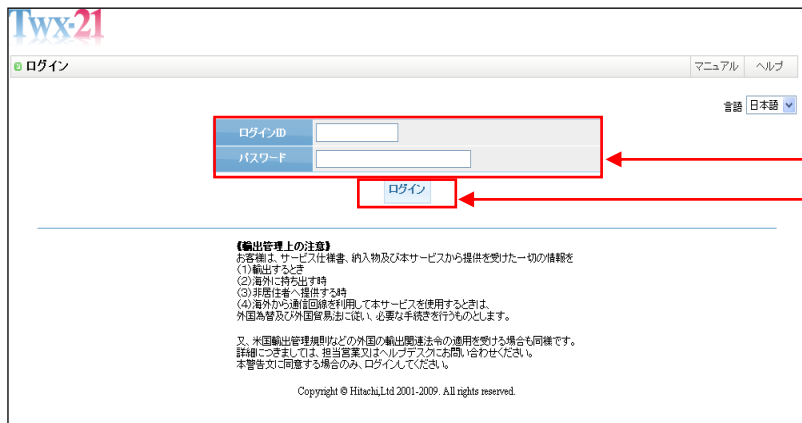 Twx-21
ログイン マニュアル ヘルプ
言語 日本語
ログインID
パスワード
ログイン
《輸出管理上の注意》
お客様は、サービス仕様書、納入物及び本サービスから提供を受けた一切の情報を
(1)輸出するとき
(2)海外に持ち出す時
(3)非居住者へ提供する時
(4)海外から通信回線を利用して本サービスを使用するときは、
外国為替及び外国貿易法に従い、必要な手続きを行うものとします。
又、米国輸出管理規則などの外国の輸出関連法令の適用を受ける場合も同様です。
詳細につきましては、担当営業又はヘルプデスクにお問い合わせください。
本警告文に同意する場合のみ、ログインしてください。
Copyright © Hitachi,Ltd 2001-2009. All rights reserved.